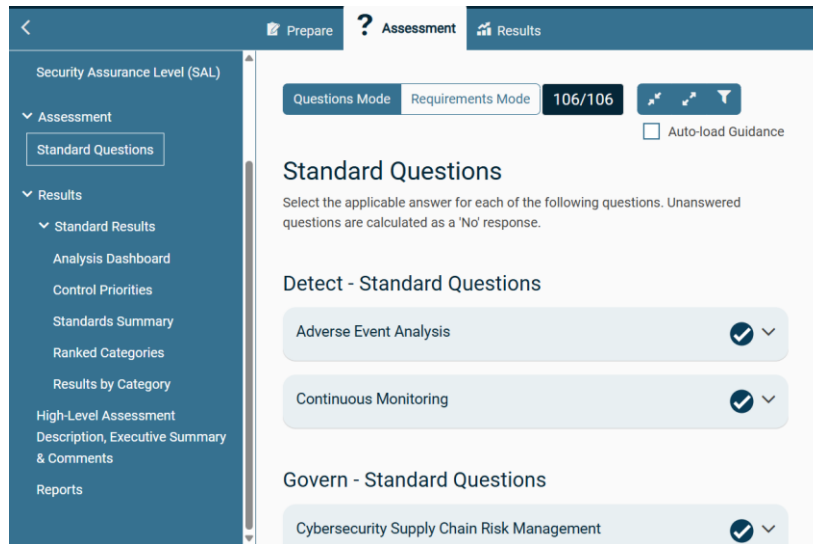 Prepare
? Assessment
Results
Security Assurance Level (SAL)
Assessment
Standard Questions
Results
Standard Results
Analysis Dashboard
Control Priorities
Standards Summary
Ranked Categories
Results by Category
High-Level Assessment
Description, Executive Summary
& Comments
Reports
Questions Mode
Requirements Mode
106/106
Auto-load Guidance
Standard Questions
Select the applicable answer for each of the following questions. Unanswered
questions are calculated as a 'No' response.
Detect - Standard Questions
Adverse Event Analysis
Continuous Monitoring
Govern - Standard Questions
Cybersecurity Supply Chain Risk Management